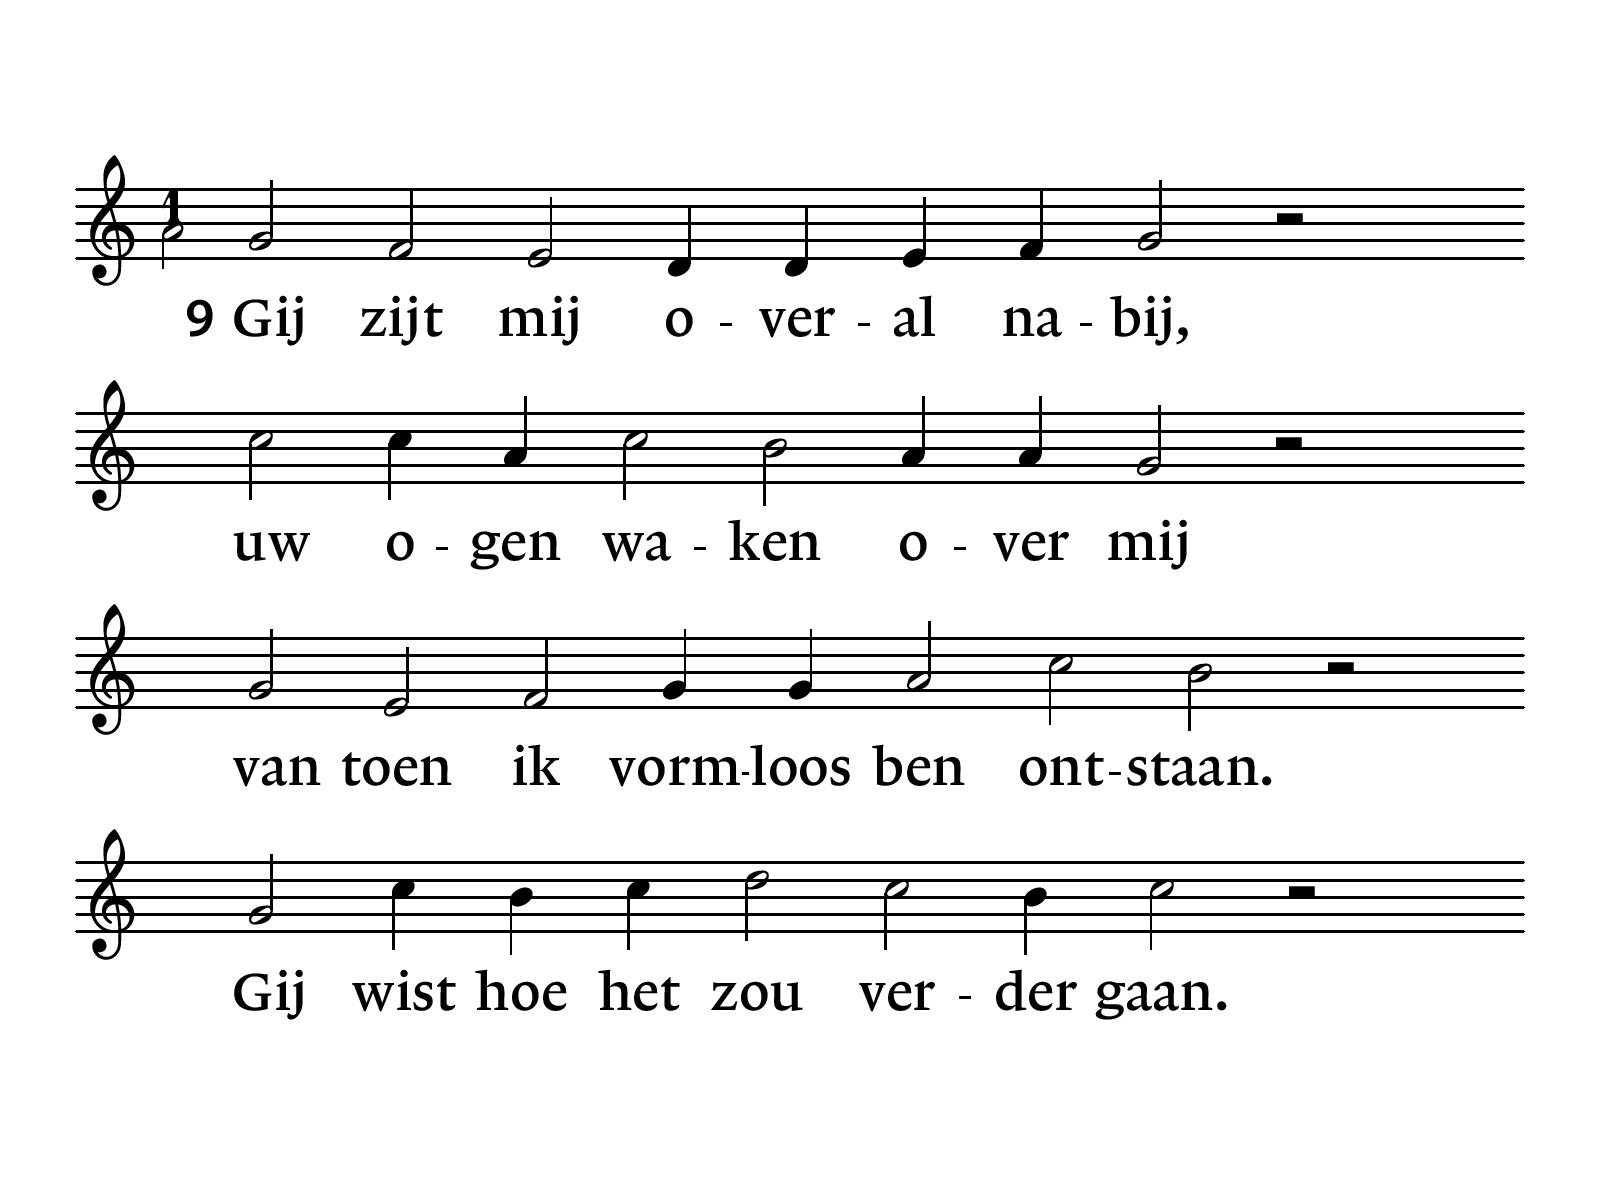 1
9 Gij zijt mij o - ver - al na - bij,
uw o - gen wa - ken o - ver mij
van toen ik vorm-loos ben ont-staan.
Gij wist hoe het zou ver - der gaan.